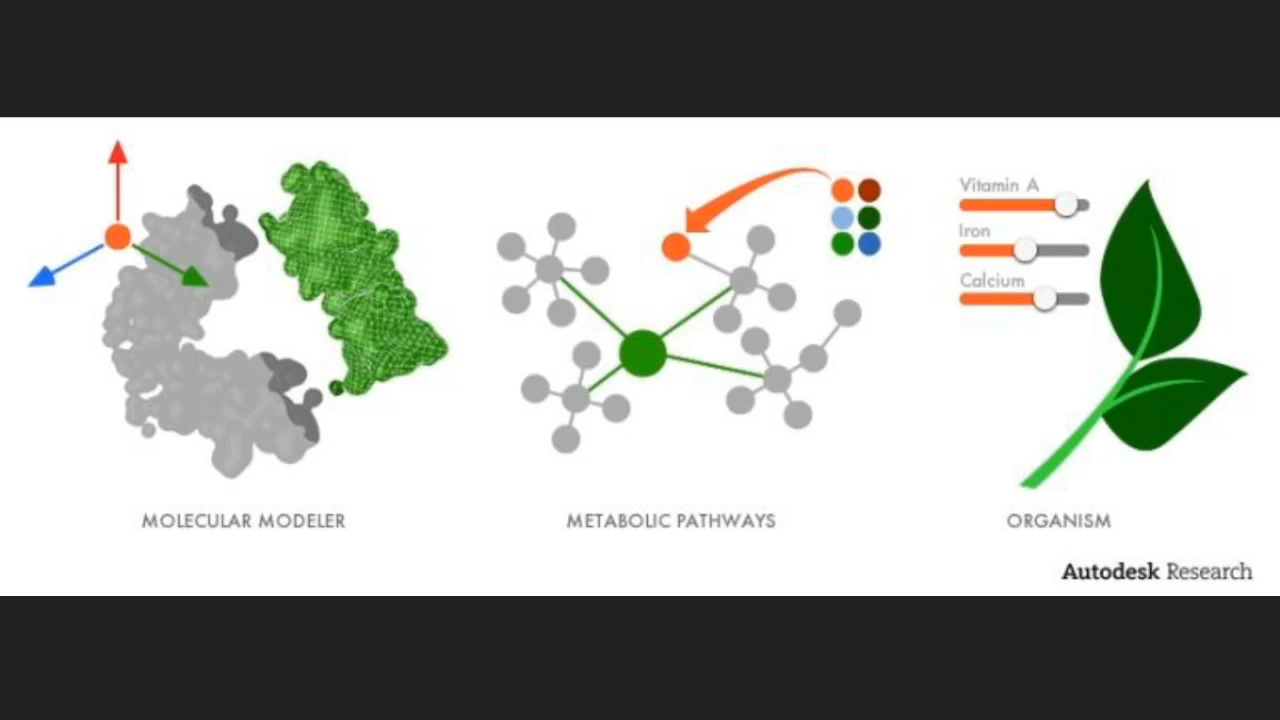 Vitamin A
Iron
Calcium
MOLECULAR MODELER
METABOLIC PATHWAYS
ORGANISM
Autodesk Research